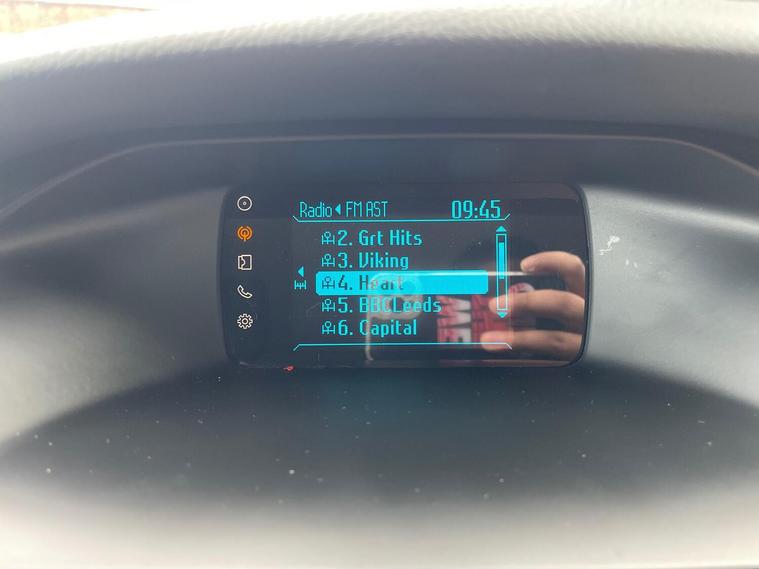 Radio FM AST 09:45
2. Grt Hits
3. Viking
4. Heart
5. BBCLeeds
6. Capital